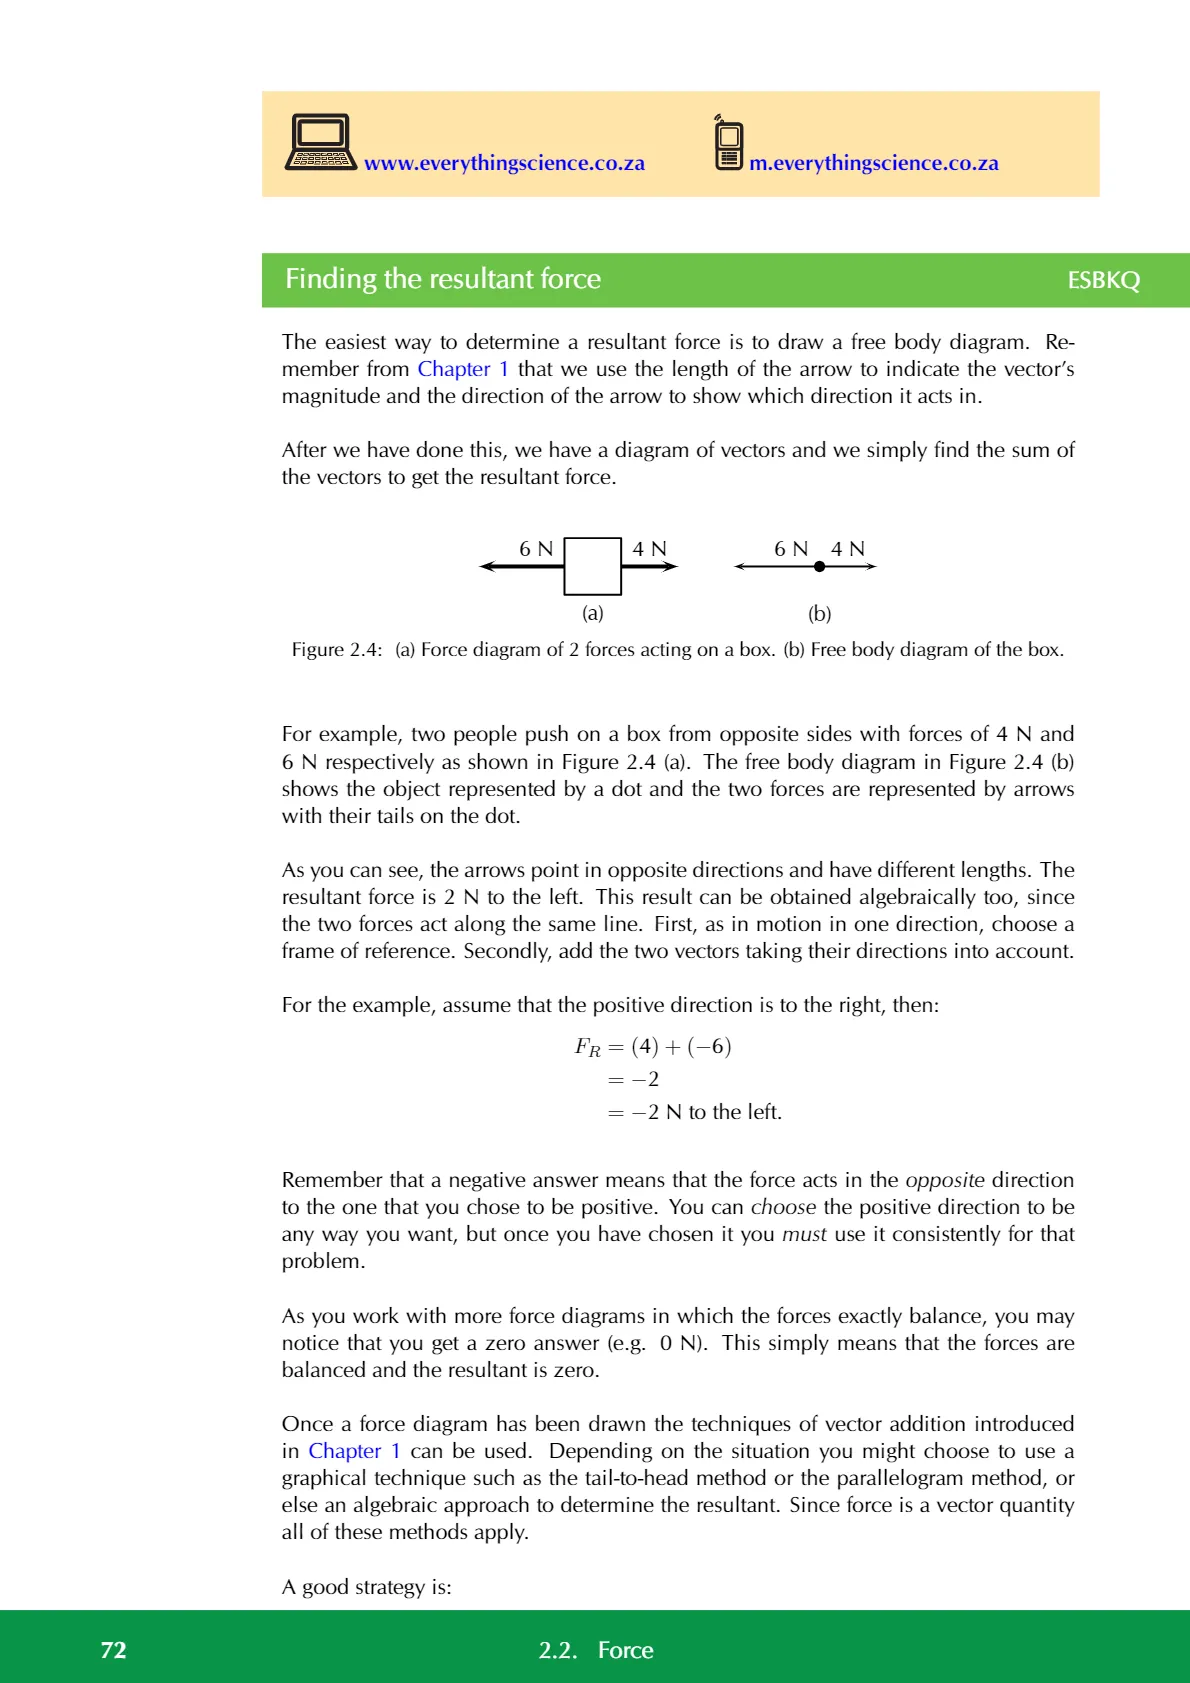 www.everythingscience.co.za
m.everythingscience.co.za
Finding the resultant force
ESBKQ
The easiest way to determine a resultant force is to draw a free body diagram. Re-
member from Chapter 1 that we use the length of the arrow to indicate the vector's
magnitude and the direction of the arrow to show which direction it acts in.
After we have done this, we have a diagram of vectors and we simply find the sum of
the vectors to get the resultant force.
6 N 4 N
(a)
6 N 4 N
(b)
Figure 2.4: (a) Force diagram of 2 forces acting on a box. (b) Free body diagram of the box.
For example, two people push on a box from opposite sides with forces of 4 N and
6 N respectively as shown in Figure 2.4 (a). The free body diagram in Figure 2.4 (b)
shows the object represented by a dot and the two forces are represented by arrows
with their tails on the dot.
As you can see, the arrows point in opposite directions and have different lengths. The
resultant force is 2 N to the left. This result can be obtained algebraically too, since
the two forces act along the same line. First, as in motion in one direction, choose a
frame of reference. Secondly, add the two vectors taking their directions into account.
For the example, assume that the positive direction is to the right, then:
F_R = (4) + (−6)
= −2
= −2 N to the left.
Remember that a negative answer means that the force acts in the opposite direction
to the one that you chose to be positive. You can choose the positive direction to be
any way you want, but once you have chosen it you must use it consistently for that
problem.
As you work with more force diagrams in which the forces exactly balance, you may
notice that you get a zero answer (e.g. 0 N). This simply means that the forces are
balanced and the resultant is zero.
Once a force diagram has been drawn the techniques of vector addition introduced
in Chapter 1 can be used. Depending on the situation you might choose to use a
graphical technique such as the tail-to-head method or the parallelogram method, or
else an algebraic approach to determine the resultant. Since force is a vector quantity
all of these methods apply.
A good strategy is:
72
2.2. Force